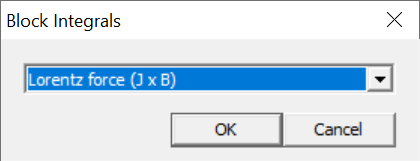 Block Integrals
Lorentz force (J x B)
OK Cancel